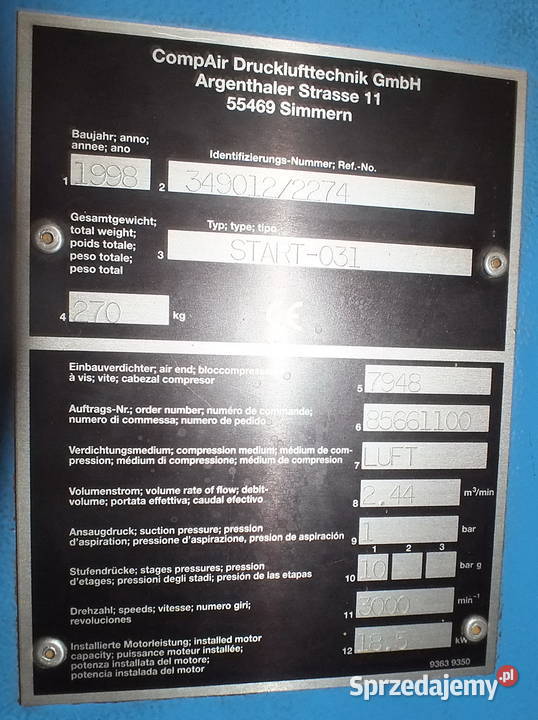 CompAir Drucklufttechnik GmbH
Argenthaler Strasse 11
55469 Simmern
Baujahr; anno;
annee; ano
1 1998
Identifizierungs-Nummer; Ref.-No.
2 349012/2274
Gesamtgewicht;
total weight;
poids totale;
peso totale;
peso total
Typ; type; tipo
3 START-031
4 270 kg
CE
Einbauverdichter; air end; bloccompress
à vis; vite; cabezal compresor
5 7948
Auftrags-Nr.; order number; numéro de commande;
numero di commessa; numero de pedido
6 85661100
Verdichtungsmedium; compression medium; médium de com-
pression; médium di compressione; médium de compresion
7 LUFT
Volumenstrom; volume rate of flow; debit-
volume; portata effettiva; caudal efectivo
8 2.44 m³/min
Ansaugdruck; suction pressure; pression
d'aspiration; pressione d'aspirazione, presion de aspiración
9 1 bar
1 2 3
Stufendrücke; stages pressures; pression
d'etages; pressioni degli stadi; presión de las etapas
10 10 bar g
Drehzahl; speeds; vitesse; numero giri;
revoluciones
11 3000 min⁻¹
Installierte Motorleistung; installed motor
capacity; puissance moteur installée;
potenza installata del motore;
potencia instalada del motor
12 18.5 kW
9363 9350
Sprzedajemy.pl